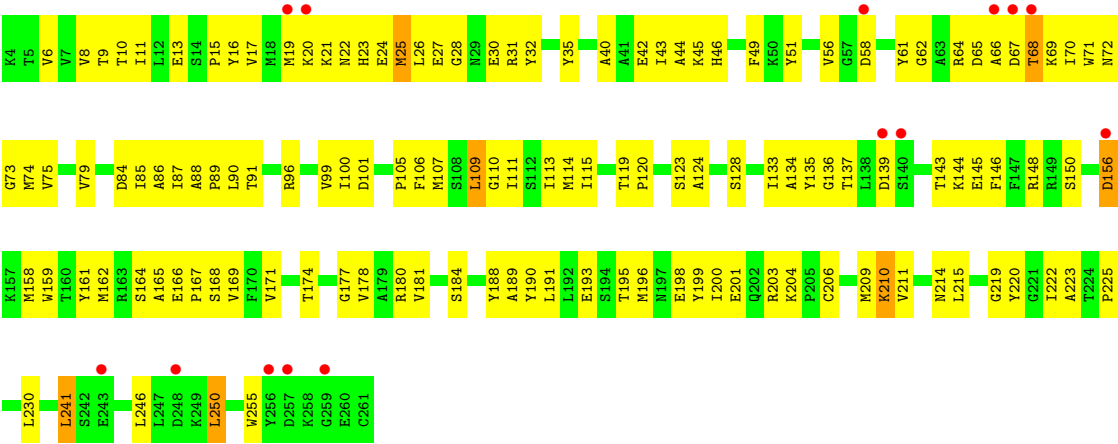 K4 T5 V6 V7 V8 T9 T10 I11 L12 E13 S14 P15 Y16 V17 M18 M19 K20 K21 N22 H23 E24 M25 L26 E27 G28 N29 E30 R31 Y32 Y35 A40 A41 E42 I43 A44 K45 H46 F49 K50 Y51 V56 G57 D58 Y61 G62 A63 R64 D65 A66 D67 T68 K69 I70 W71 N72
G73 M74 V75 V79 D84 I85 A86 I87 A88 P89 L90 T91 R96 V99 I100 D101 P105 F106 M107 S108 L109 G110 I111 S112 I113 M114 I115 T119 P120 S123 A124 S128 I133 A134 Y135 G136 T137 L138 D139 S140 T143 K144 E145 F146 F147 R148 R149 S150 D156
K157 M158 W159 T160 Y161 M162 R163 S164 A165 E166 P167 S168 V169 F170 V171 T174 G177 V178 A179 R180 V181 S184 Y188 A189 Y190 L191 L192 E193 S194 T195 M196 N197 E198 Y199 I200 E201 Q202 R203 K204 P205 C206 M209 K210 V211 N214 L215 G219 Y220 G221 I222 A223 T224 P225
L230 L241 S242 E243 L246 L247 D248 K249 L250 W255 Y256 D257 K258 G259 E260 C261